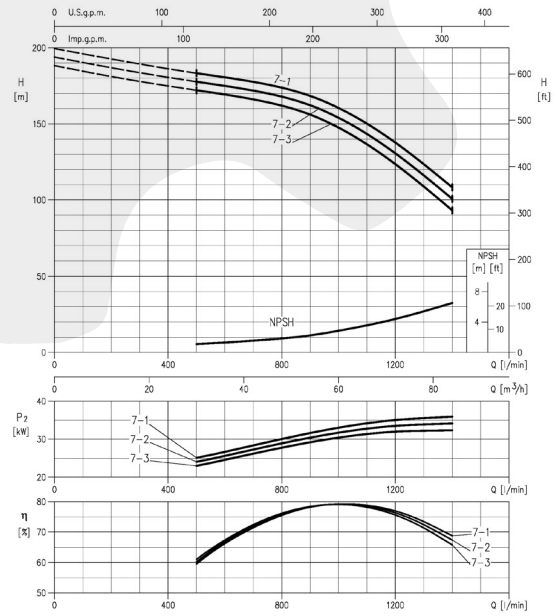 0 U.S.g.p.m. 100 200 300 400
0 Imp.g.p.m. 100 200 300
200
H
[m]
150
100
50
0
7-1
7-2
7-3
NPSH
H
[ft]
600
500
400
300
200
100
0
NPSH
[m] [ft]
8
4
20
10
0 400 800 1200 Q [l/min]
0 20 40 60 80 Q [m³/h]
P₂
[kW]
40
30
20
7-1
7-2
7-3
400 800 1200 Q [l/min]
η
[%]
80
70
60
50
7-1
7-2
7-3
400 800 1200 Q [l/min]